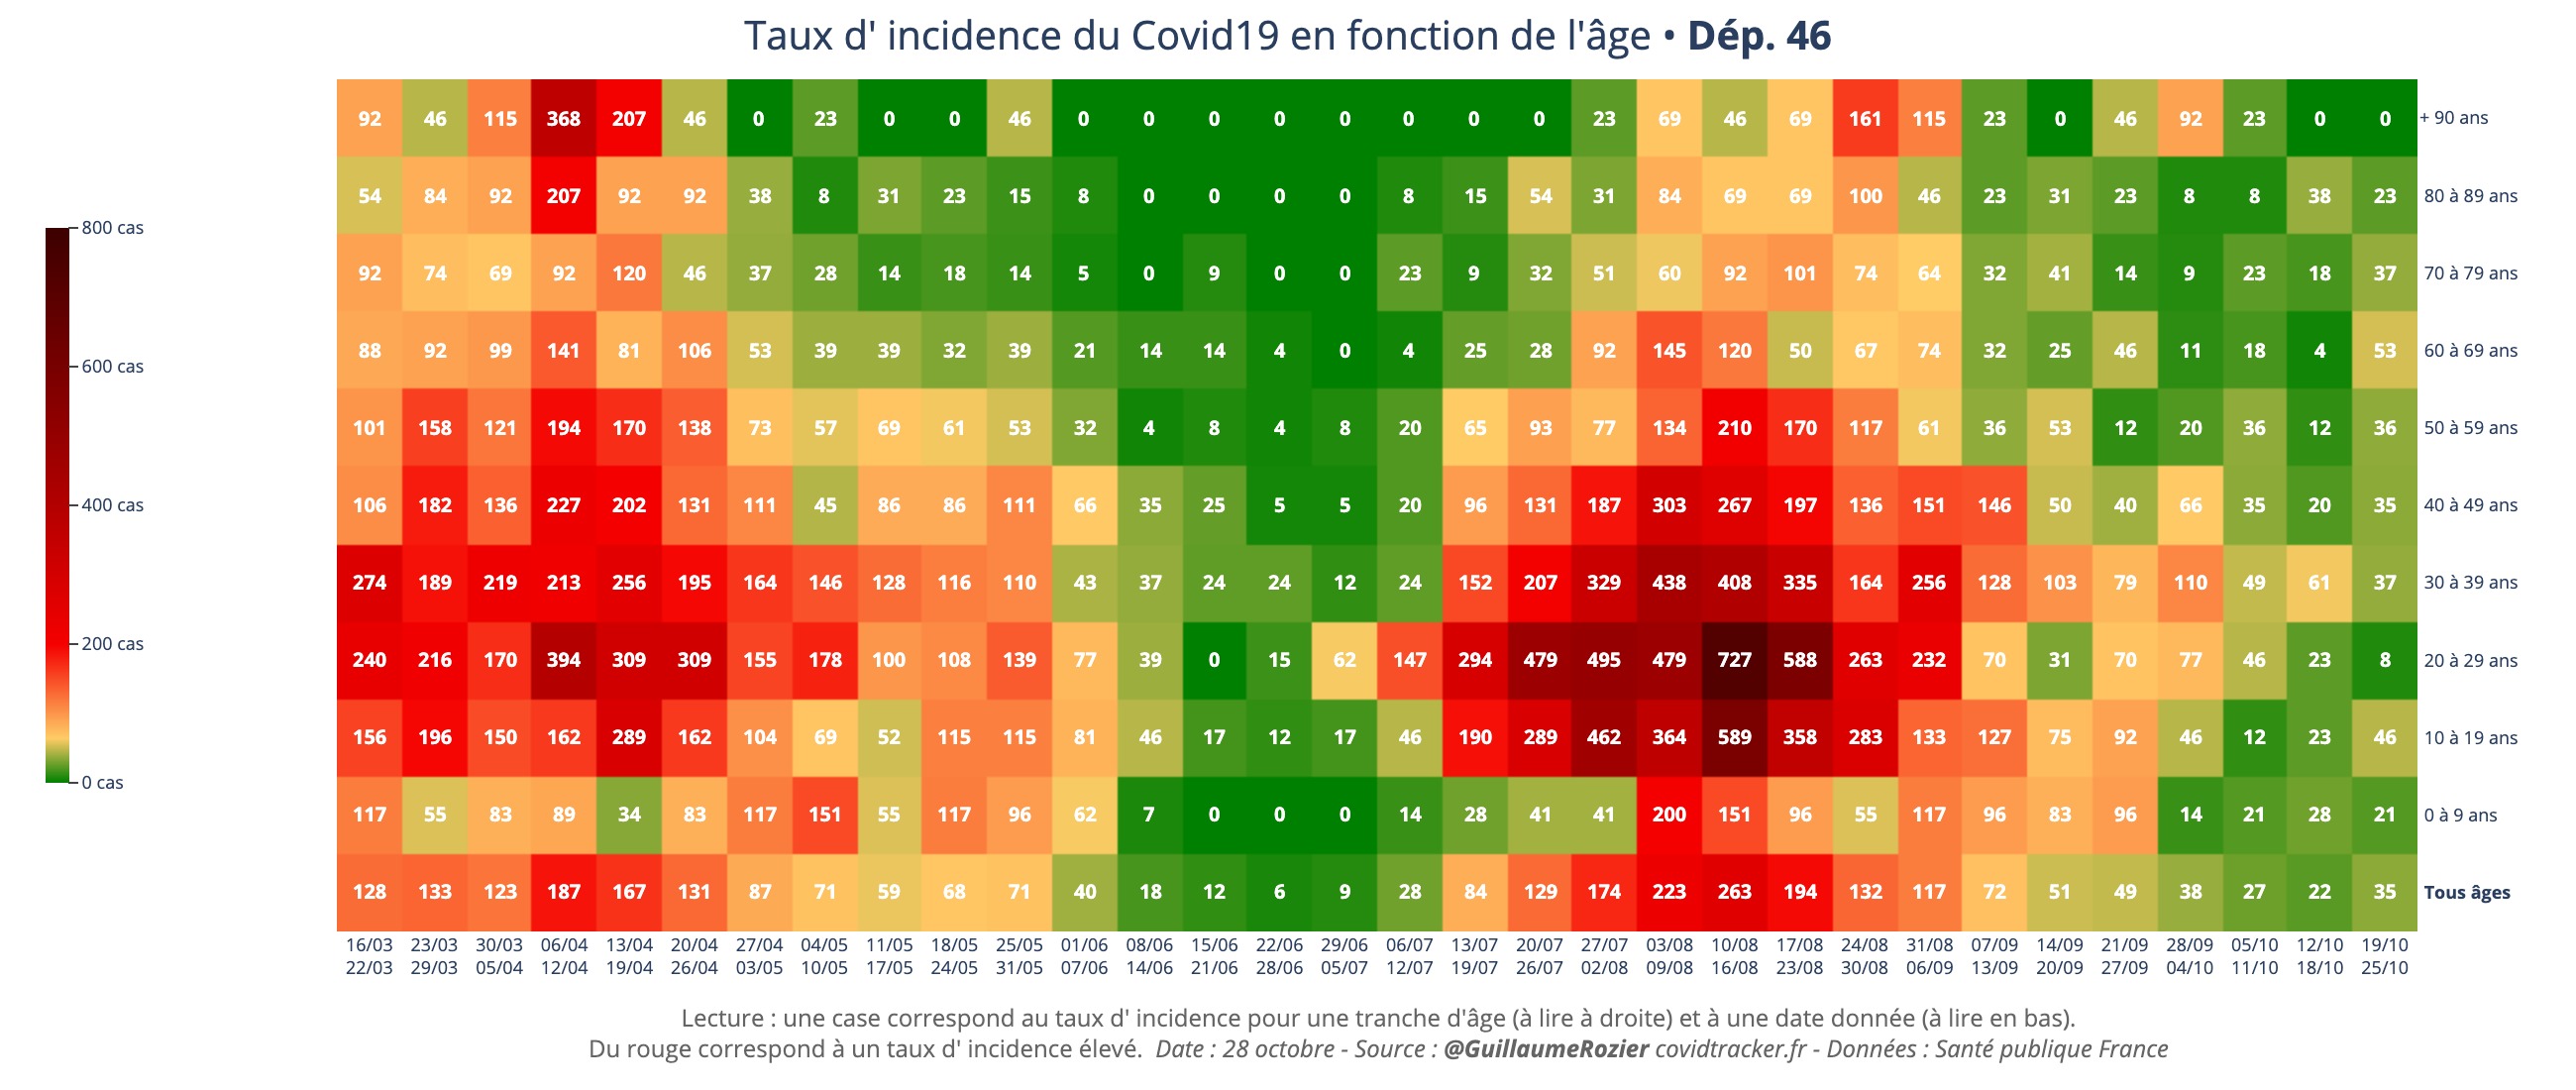 Taux d' incidence du Covid19 en fonction de l'âge • Dép. 46
92 46 115 368 207 46 0 23 0 0 46 0 0 0 0 0 0 0 0 23 69 46 69 161 115 23 0 46 92 23 0 0 + 90 ans
54 84 92 207 92 92 38 8 31 23 15 8 0 0 0 0 8 15 54 31 84 69 69 100 46 23 31 23 8 8 38 23 80 à 89 ans
800 cas
92 74 69 92 120 46 37 28 14 18 14 5 0 9 0 0 23 9 32 51 60 92 101 74 64 32 41 14 9 23 18 37 70 à 79 ans
88 92 99 141 81 106 53 39 39 32 39 21 14 14 4 0 4 25 28 92 145 120 50 67 74 32 25 46 11 18 4 53 60 à 69 ans
600 cas
101 158 121 194 170 138 73 57 69 61 53 32 4 8 4 8 20 65 93 77 134 210 170 117 61 36 53 12 20 36 12 36 50 à 59 ans
400 cas
106 182 136 227 202 131 111 45 86 86 111 66 35 25 5 5 20 96 131 187 303 267 197 136 151 146 50 40 66 35 20 35 40 à 49 ans
274 189 219 213 256 195 164 146 128 116 110 43 37 24 24 12 24 152 207 329 438 408 335 164 256 128 103 79 110 49 61 37 30 à 39 ans
200 cas
240 216 170 394 309 309 155 178 100 108 139 77 39 0 15 62 147 294 479 495 479 727 588 263 232 70 31 70 77 46 23 8 20 à 29 ans
156 196 150 162 289 162 104 69 52 115 115 81 46 17 12 17 46 190 289 462 364 589 358 283 133 127 75 92 46 12 23 46 10 à 19 ans
0 cas
117 55 83 89 34 83 117 151 55 117 96 62 7 0 0 0 14 28 41 41 200 151 96 55 117 96 83 96 14 21 28 21 0 à 9 ans
128 133 123 187 167 131 87 71 59 68 71 40 18 12 6 9 28 84 129 174 223 263 194 132 117 72 51 49 38 27 22 35 Tous âges
16/03 23/03 30/03 06/04 13/04 20/04 27/04 04/05 11/05 18/05 25/05 01/06 08/06 15/06 22/06 29/06 06/07 13/07 20/07 27/07 03/08 10/08 17/08 24/08 31/08 07/09 14/09 21/09 28/09 05/10 12/10 19/10
22/03 29/03 05/04 12/04 19/04 26/04 03/05 10/05 17/05 24/05 31/05 07/06 14/06 21/06 28/06 05/07 12/07 19/07 26/07 02/08 09/08 16/08 23/08 30/08 06/09 13/09 20/09 27/09 04/10 11/10 18/10 25/10
Lecture : une case correspond au taux d' incidence pour une tranche d'âge (à lire à droite) et à une date donnée (à lire en bas).
Du rouge correspond à un taux d' incidence élevé. Date : 28 octobre - Source : @GuillaumeRozier covidtracker.fr - Données : Santé publique France